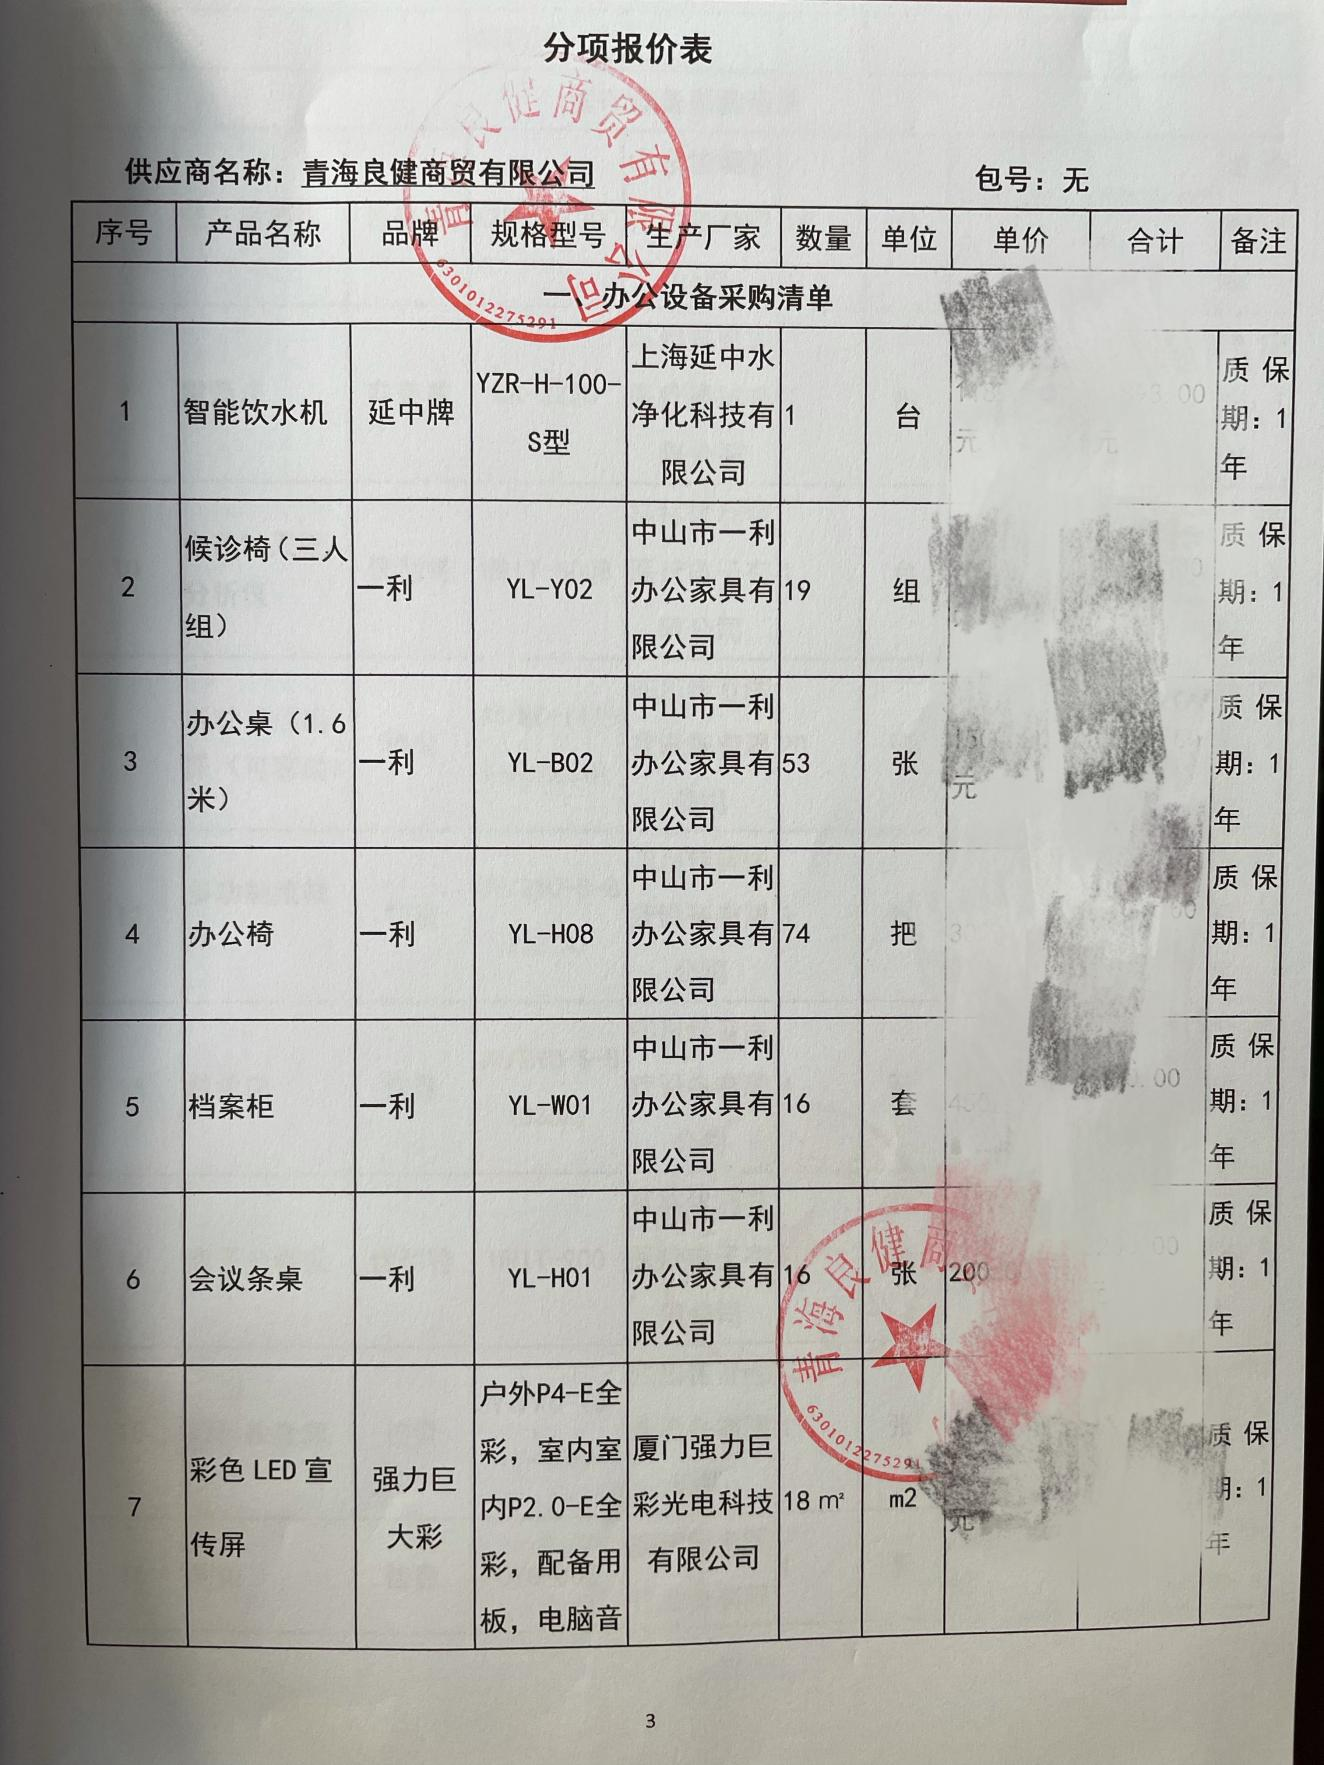 分项报价表
供应商名称：青海良健商贸有限公司
包号：无
序号 产品名称 品牌 规格型号 生产厂家 数量 单位 单价 合计 备注
一、办公设备采购清单
1 智能饮水机 延中牌 YZR-H-100-S型 上海延中水净化科技有限公司 1 台 元 元 质保期：1年
2 候诊椅（三人组） 一利 YL-Y02 中山市一利办公家具有限公司 19 组 质保期：1年
3 办公桌（1.6米） 一利 YL-B02 中山市一利办公家具有限公司 53 张 元 质保期：1年
4 办公椅 一利 YL-H08 中山市一利办公家具有限公司 74 把 质保期：1年
5 档案柜 一利 YL-W01 中山市一利办公家具有限公司 16 套 质保期：1年
6 会议条桌 一利 YL-H01 中山市一利办公家具有限公司 16 张 200 质保期：1年
7 彩色LED宣传屏 强力巨大彩 户外P4-E全彩，室内室内P2.0-E全彩，配备用板，电脑音 厦门强力巨彩光电科技有限公司 18㎡ m2 元 质保期：1年
青海良健商贸有限公司
6301012275291
青海良健商
6301012275291
3